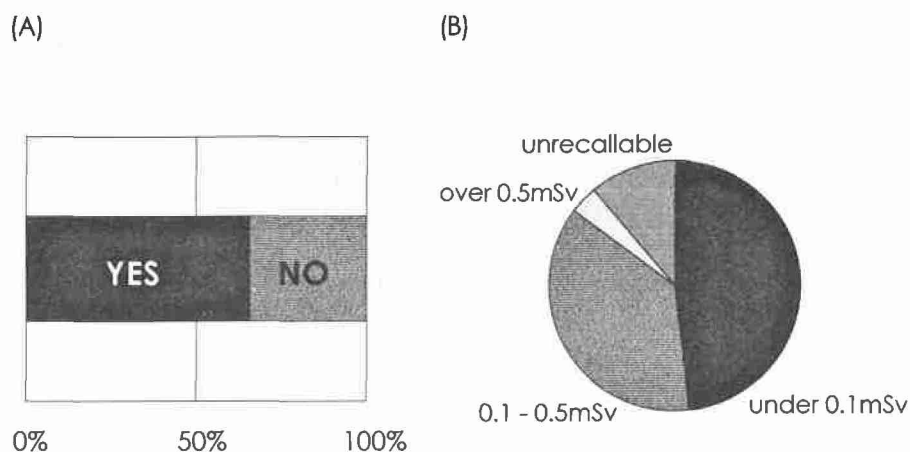 (A)
(B)
YES
NO
0%
50%
100%
unrecallable
over 0.5mSv
0.1 - 0.5mSv
under 0.1mSv